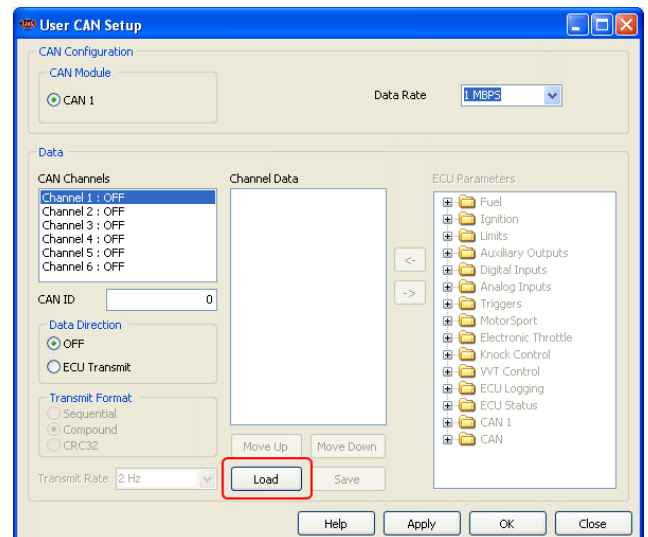 User CAN Setup
CAN Configuration
CAN Module
CAN 1
Data Rate
1 MBPS
Data
CAN Channels
Channel 1 : OFF
Channel 2 : OFF
Channel 3 : OFF
Channel 4 : OFF
Channel 5 : OFF
Channel 6 : OFF
CAN ID
0
Data Direction
OFF
ECU Transmit
Transmit Format
Sequential
Compound
CRC32
Transmit Rate
2 Hz
Channel Data
<-
->
Move Up
Move Down
Load
Save
ECU Parameters
Fuel
Ignition
Limits
Auxiliary Outputs
Digital Inputs
Analog Inputs
Triggers
MotorSport
Electronic Throttle
Knock Control
VVT Control
ECU Logging
ECU Status
CAN 1
CAN
Help
Apply
OK
Close